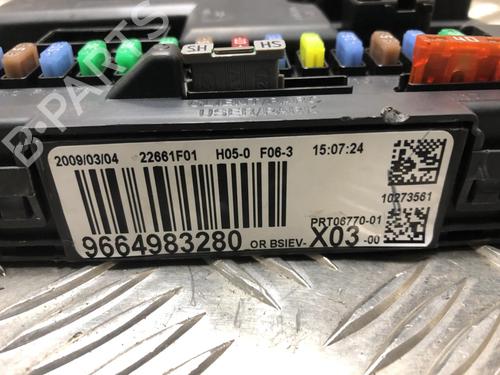 SH
SH
B-PARTS
2009/03/04 22661F01 H05-0 F06-3 15:07:24
10273561
PRT06770-01
9664983280 OR BSIEV- X03 -00